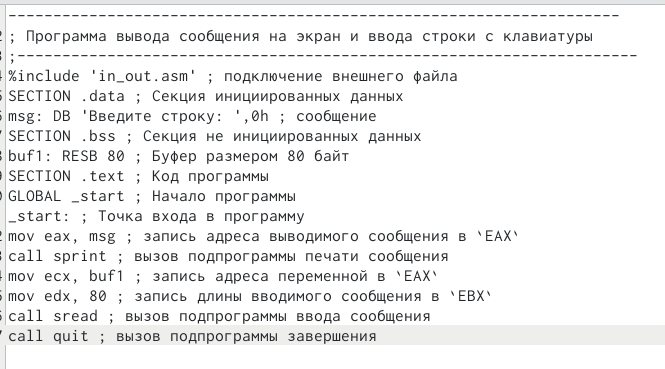 --------------------------------------------------------------------
; Программа вывода сообщения на экран и ввода строки с клавиатуры
;---------------------------------------------------------------------
%include 'in_out.asm' ; подключение внешнего файла
SECTION .data ; Секция инициированных данных
msg: DB 'Введите строку: ',0h ; сообщение
SECTION .bss ; Секция не инициированных данных
buf1: RESB 80 ; Буфер размером 80 байт
SECTION .text ; Код программы
GLOBAL _start ; Начало программы
_start: ; Точка входа в программу
mov eax, msg ; запись адреса выводимого сообщения в `EAX`
call sprint ; вызов подпрограммы печати сообщения
mov ecx, buf1 ; запись адреса переменной в `EAX`
mov edx, 80 ; запись длины вводимого сообщения в `EBX`
call sread ; вызов подпрограммы ввода сообщения
call quit ; вызов подпрограммы завершения